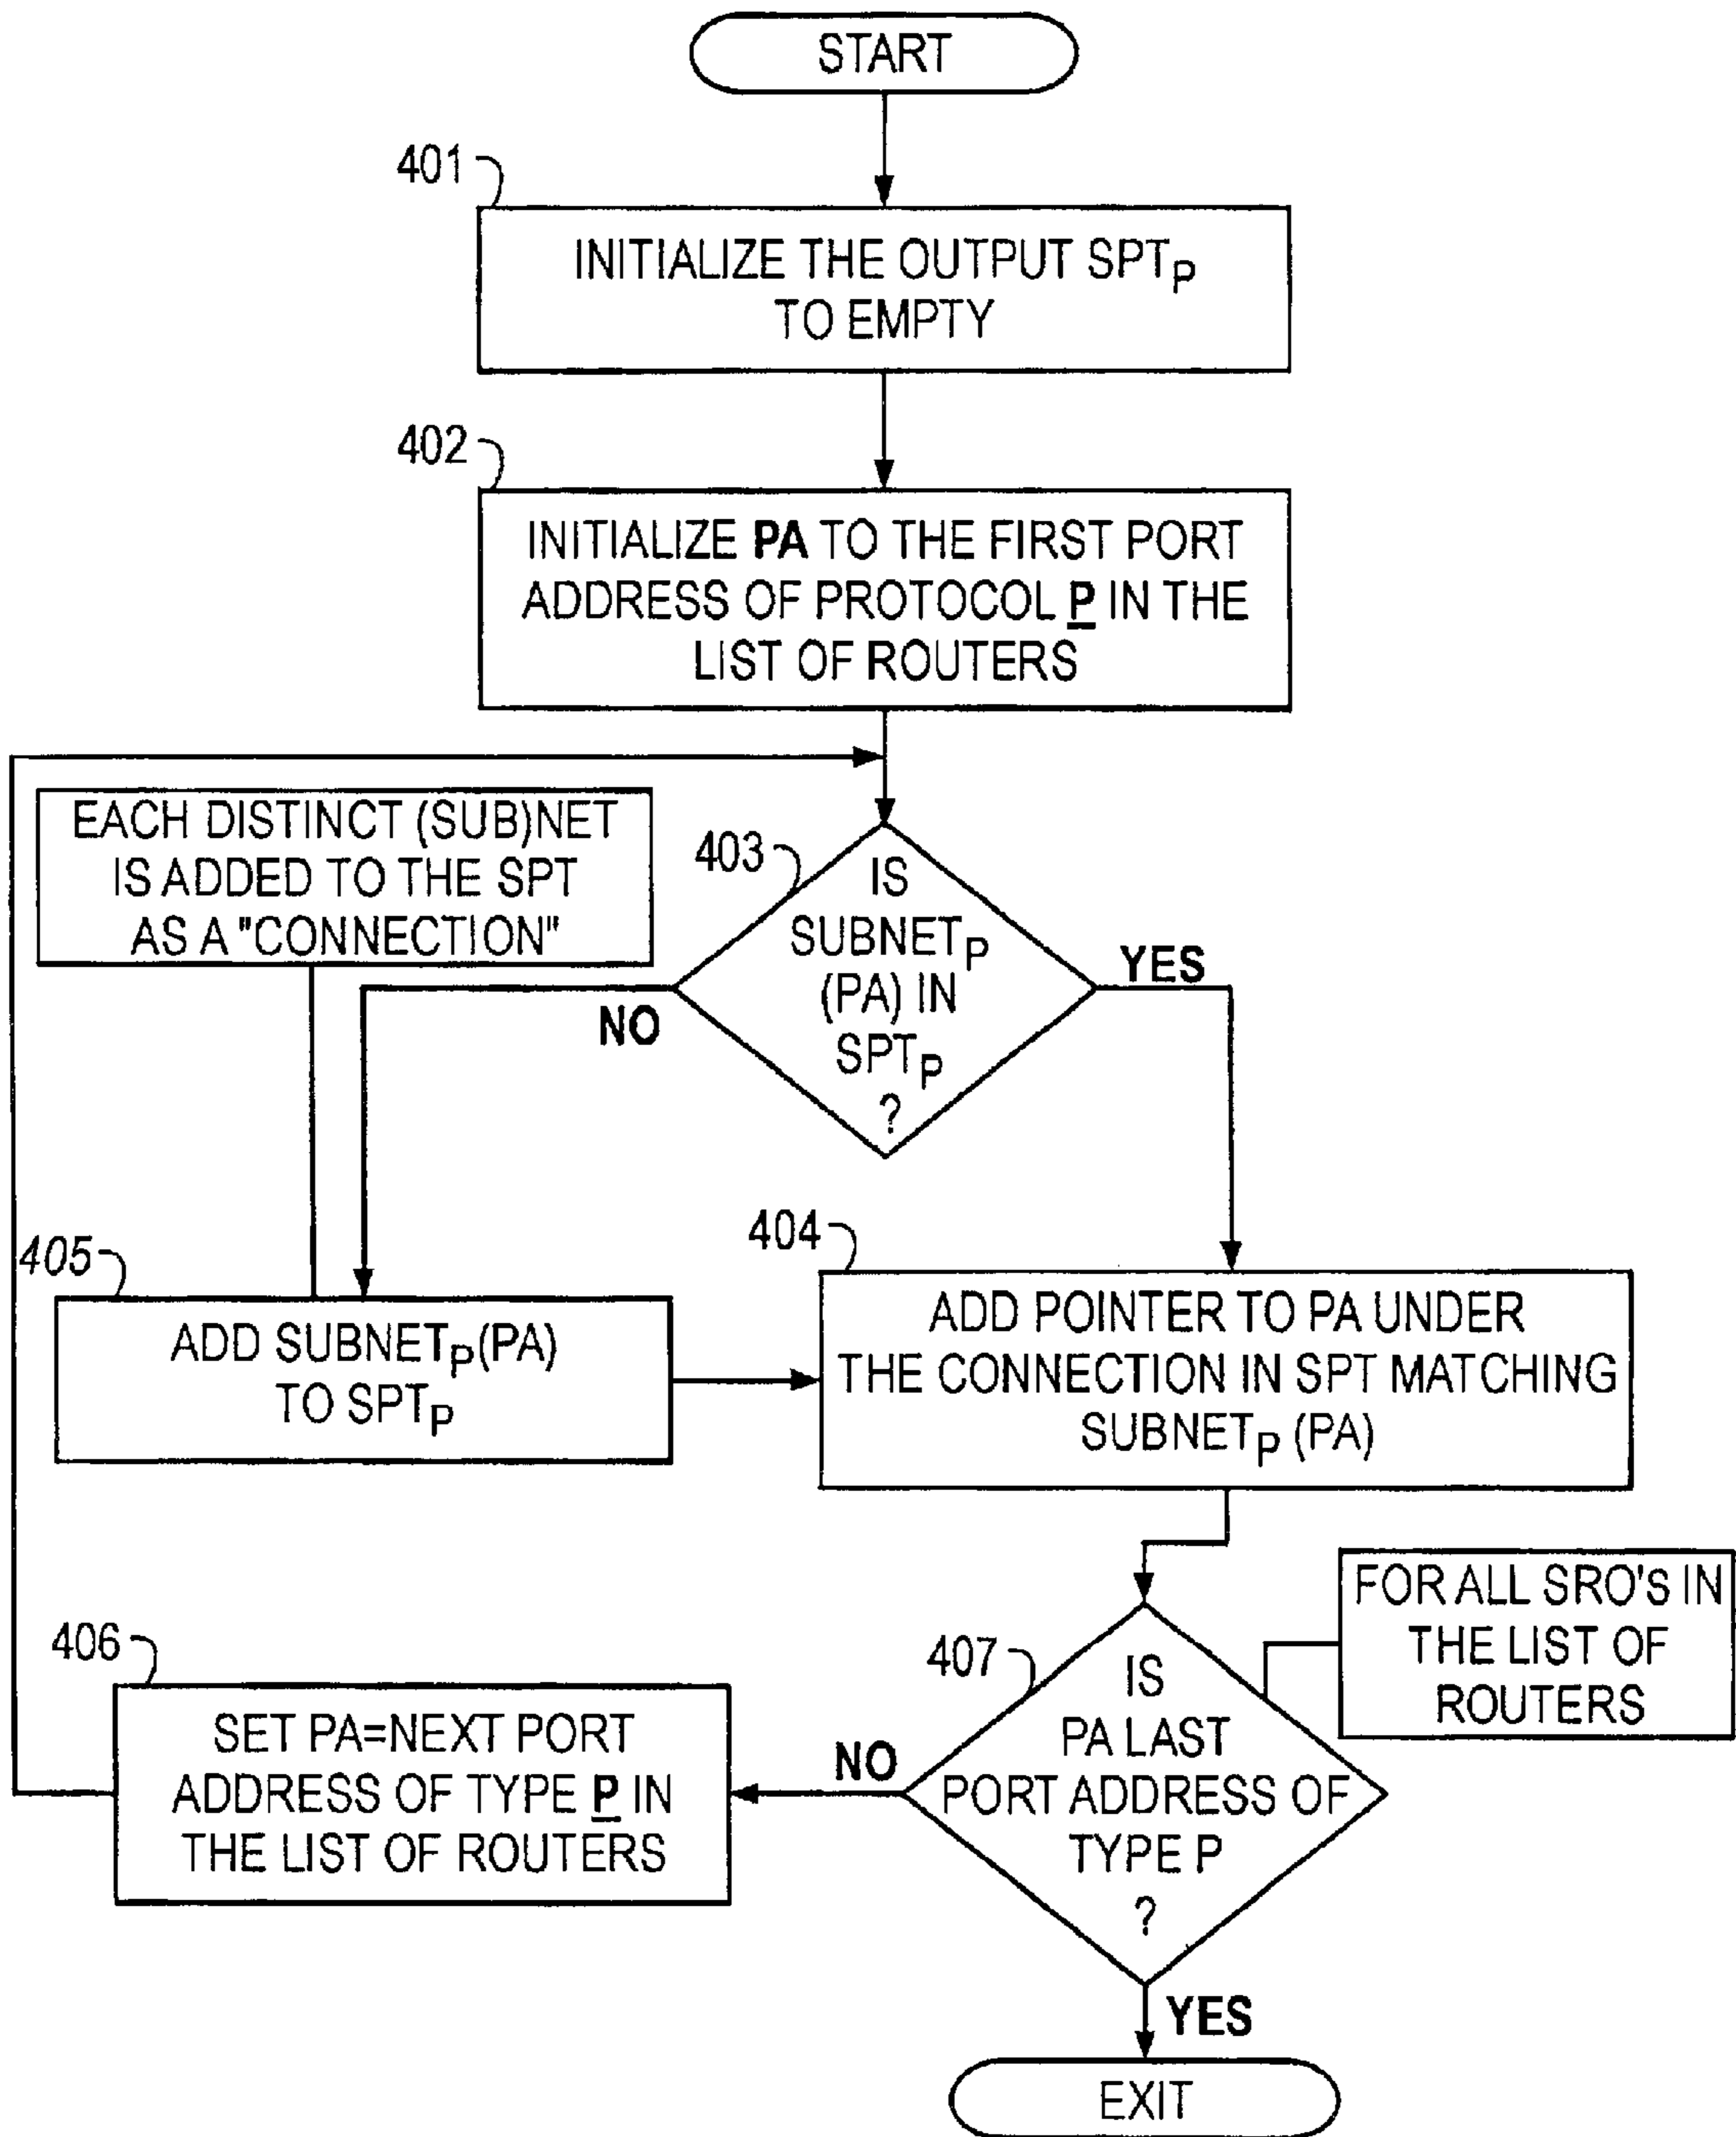 START
401
INITIALIZE THE OUTPUT SPTP
TO EMPTY
402
INITIALIZE PA TO THE FIRST PORT
ADDRESS OF PROTOCOL P IN THE
LIST OF ROUTERS
EACH DISTINCT (SUB)NET
IS ADDED TO THE SPT
AS A "CONNECTION"
403
IS
SUBNETP
(PA) IN
SPTP
?
NO
YES
405
ADD SUBNETP(PA)
TO SPTP
404
ADD POINTER TO PA UNDER
THE CONNECTION IN SPT MATCHING
SUBNETP (PA)
406
SET PA=NEXT PORT
ADDRESS OF TYPE P IN
THE LIST OF ROUTERS
NO
407
IS
PA LAST
PORT ADDRESS OF
TYPE P
?
FOR ALL SRO's IN
THE LIST OF
ROUTERS
YES
EXIT